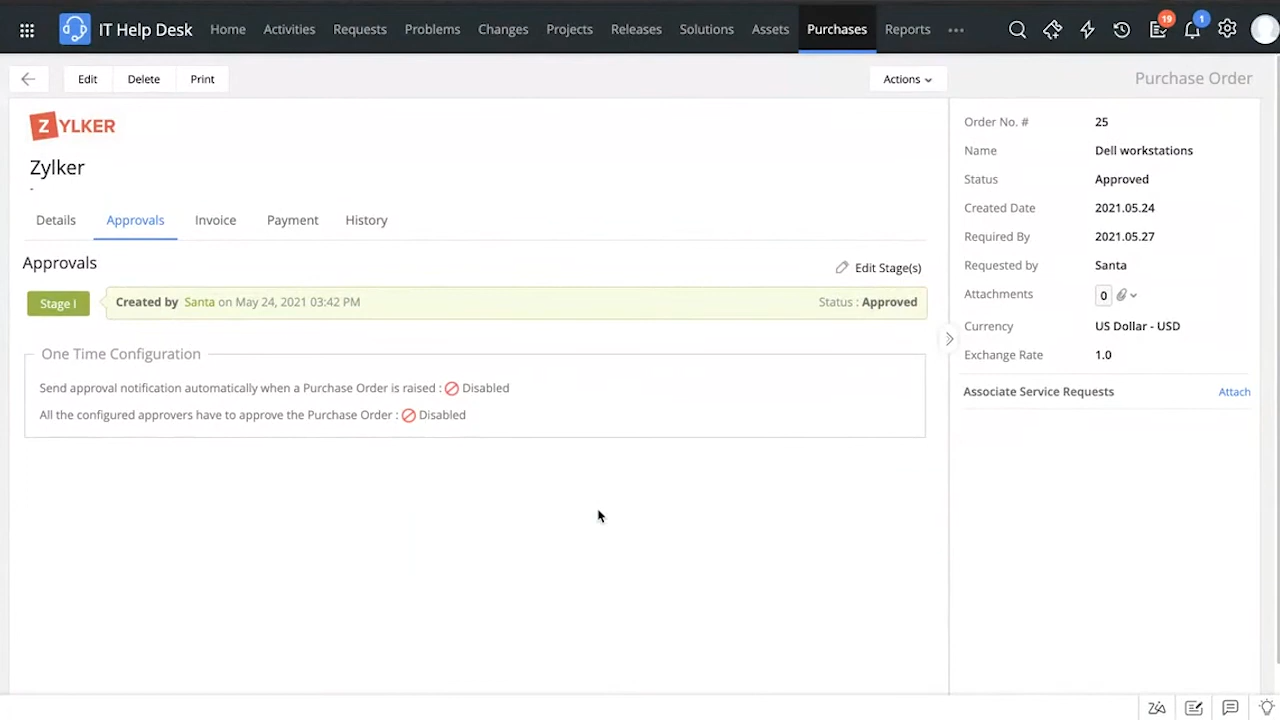 IT Help Desk Home Activities Requests Problems Changes Projects Releases Solutions Assets Purchases Reports ••• 19 1
Edit Delete Print Actions Purchase Order
ZYLKER
Zylker
-
Details Approvals Invoice Payment History
Approvals
Edit Stage(s)
Stage I Created by Santa on May 24, 2021 03:42 PM Status : Approved
One Time Configuration
Send approval notification automatically when a Purchase Order is raised : Disabled
All the configured approvers have to approve the Purchase Order : Disabled
Order No. # 25
Name Dell workstations
Status Approved
Created Date 2021.05.24
Required By 2021.05.27
Requested by Santa
Attachments 0
Currency US Dollar - USD
Exchange Rate 1.0
Associate Service Requests Attach